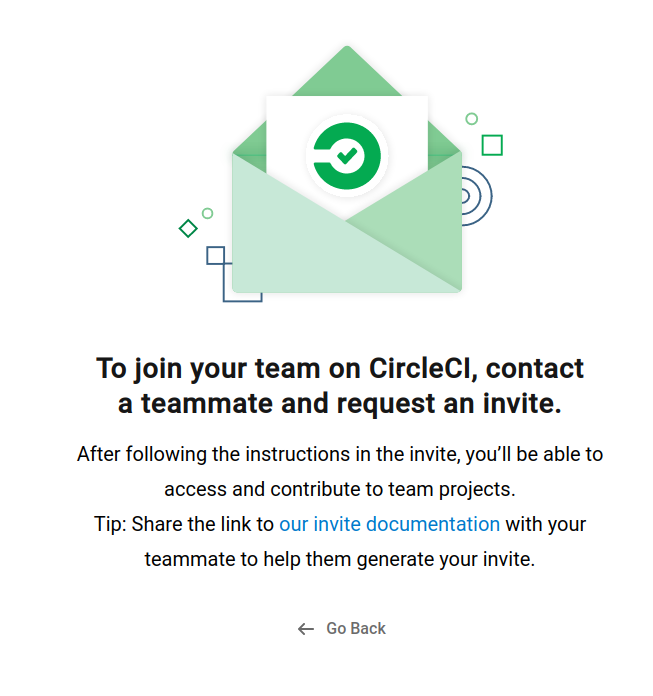 To join your team on CircleCI, contact
a teammate and request an invite.
After following the instructions in the invite, you’ll be able to
access and contribute to team projects.
Tip: Share the link to our invite documentation with your
teammate to help them generate your invite.
Go Back